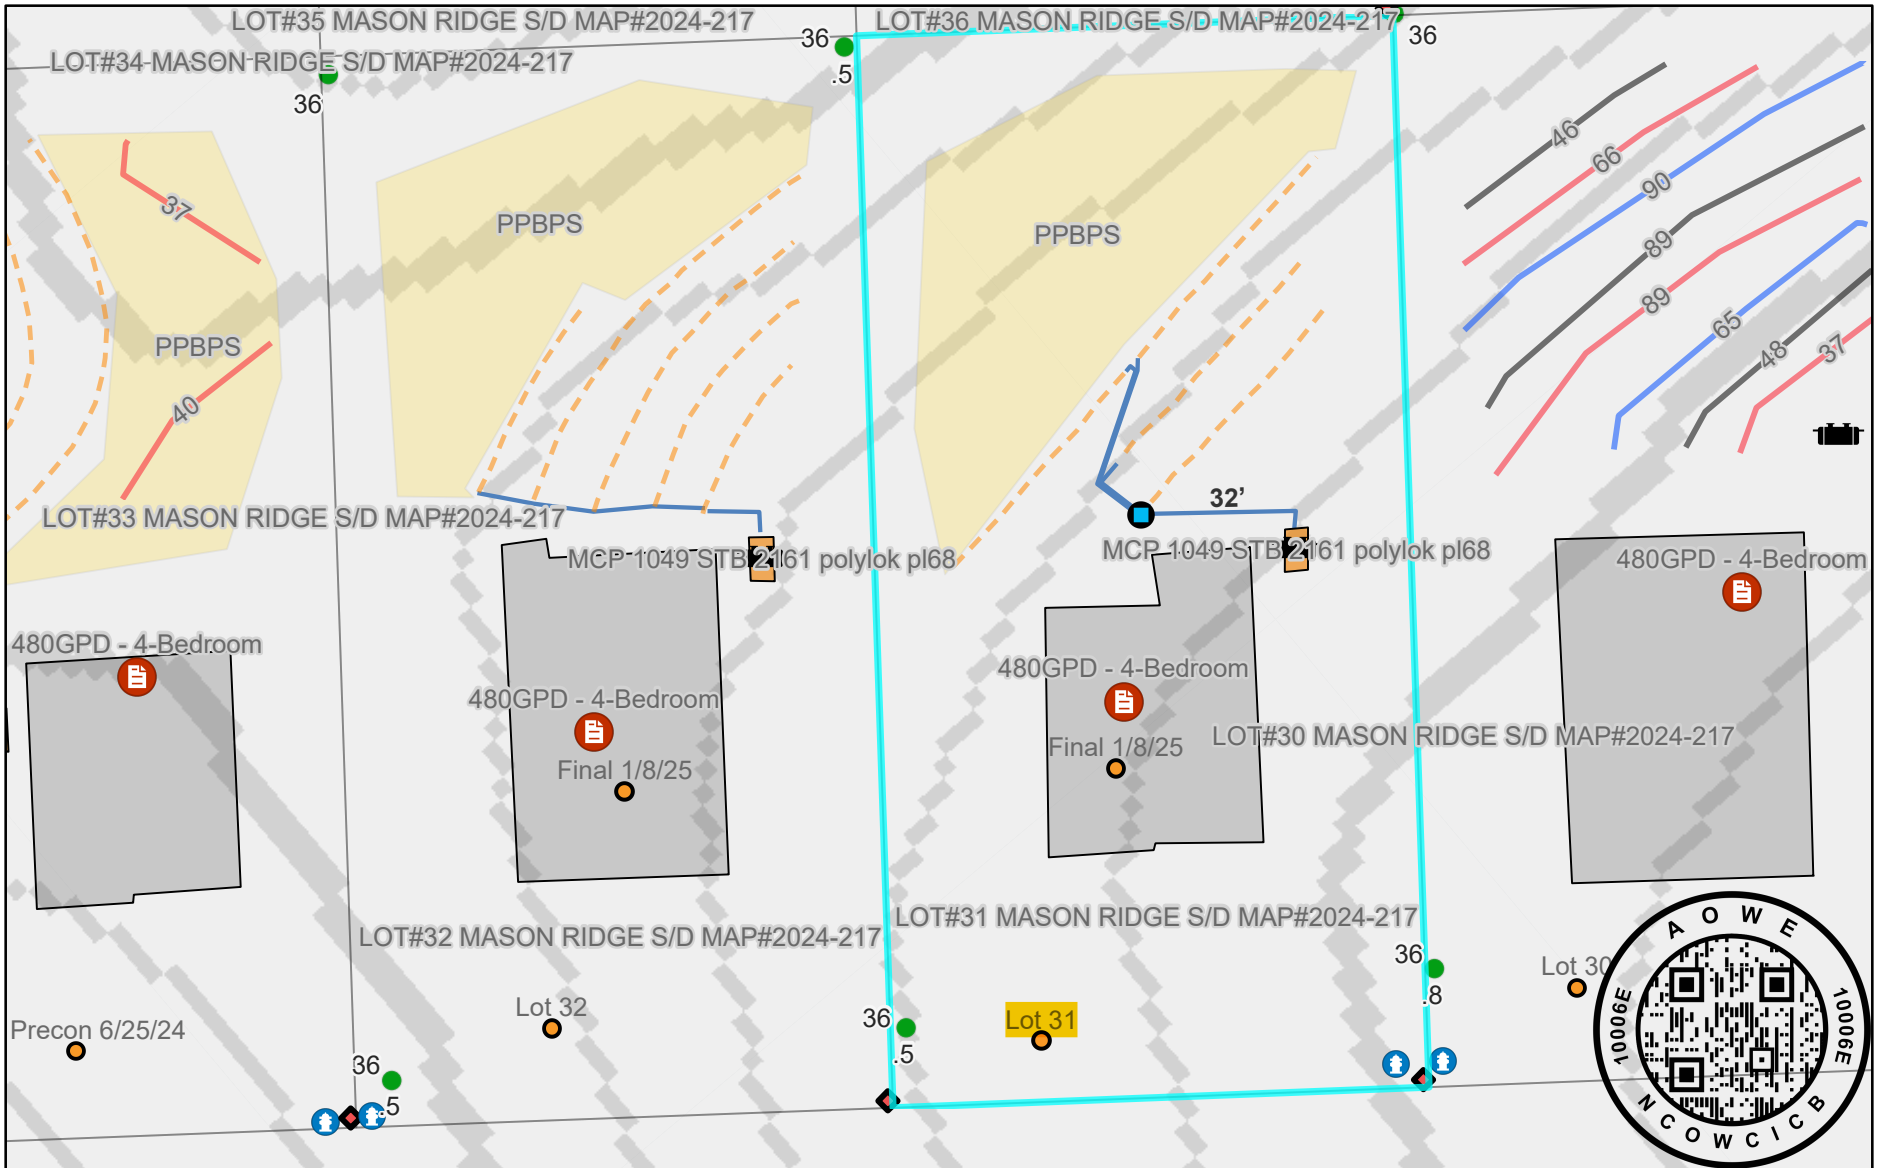 LOT#35 MASON RIDGE S/D MAP#2024-217
LOT#36 MASON RIDGE S/D MAP#2024-217
36
.5
36
LOT#34 MASON RIDGE S/D MAP#2024-217
36
46
66
90
37
PPBPS
PPBPS
89
89
65
PPBPS
48
37
40
32’
LOT#33 MASON RIDGE S/D MAP#2024-217
MCP 1049 STB 2161 polylok pl68
MCP 1049 STB 2161 polylok pl68
480GPD - 4-Bedroom
480GPD - 4-Bedroom
480GPD - 4-Bedroom
480GPD - 4-Bedroom
Final 1/8/25
Final 1/8/25
LOT#30 MASON RIDGE S/D MAP#2024-217
LOT#32 MASON RIDGE S/D MAP#2024-217
LOT#31 MASON RIDGE S/D MAP#2024-217
36
.8
Lot 30
Lot 32
36
.5
Lot 31
Precon 6/25/24
36
.5
AOWE
10006E
10006E
NCOWCICB